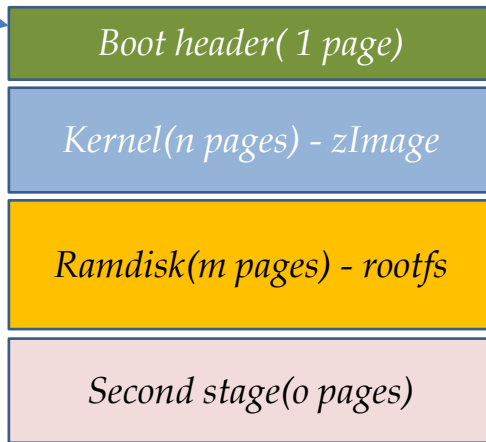 Boot header( 1 page)
Kernel(n pages) - zImage
Ramdisk(m pages) - rootfs
Second stage(o pages)